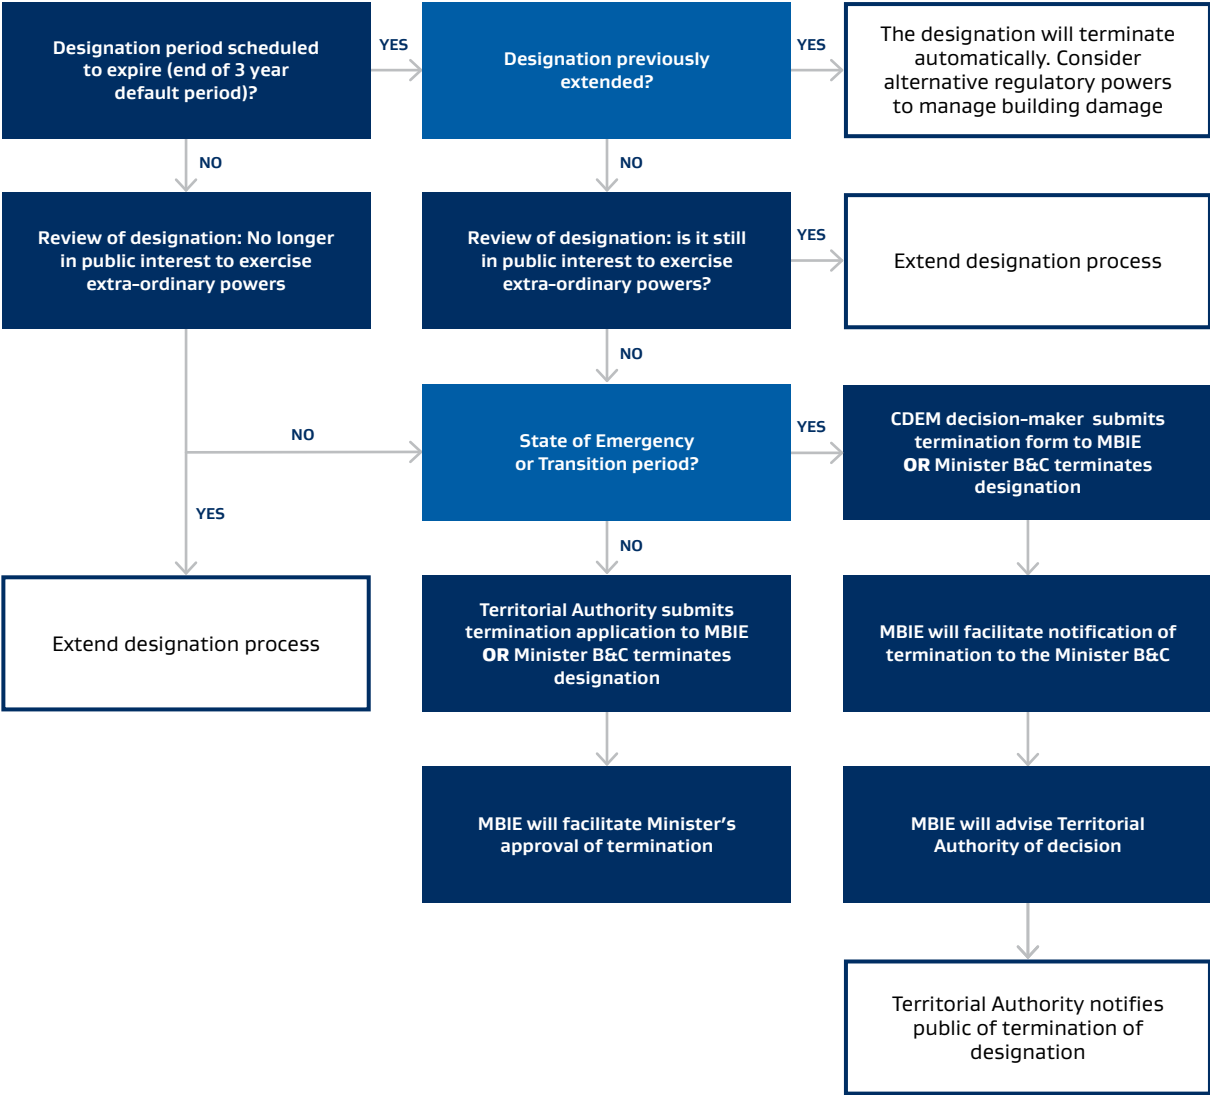 Designation period scheduled
to expire (end of 3 year
default period)?
YES
Designation previously
extended?
YES
The designation will terminate
automatically. Consider
alternative regulatory powers
to manage building damage
NO
NO
Review of designation: No longer
in public interest to exercise
extra-ordinary powers
Review of designation: is it still
in public interest to exercise
extra-ordinary powers?
YES
Extend designation process
NO
NO
State of Emergency
or Transition period?
YES
CDEM decision-maker submits
termination form to MBIE
OR Minister B&C terminates
designation
YES
NO
Extend designation process
Territorial Authority submits
termination application to MBIE
OR Minister B&C terminates
designation
MBIE will facilitate notification of
termination to the Minister B&C
MBIE will facilitate Minister's
approval of termination
MBIE will advise Territorial
Authority of decision
Territorial Authority notifies
public of termination of
designation